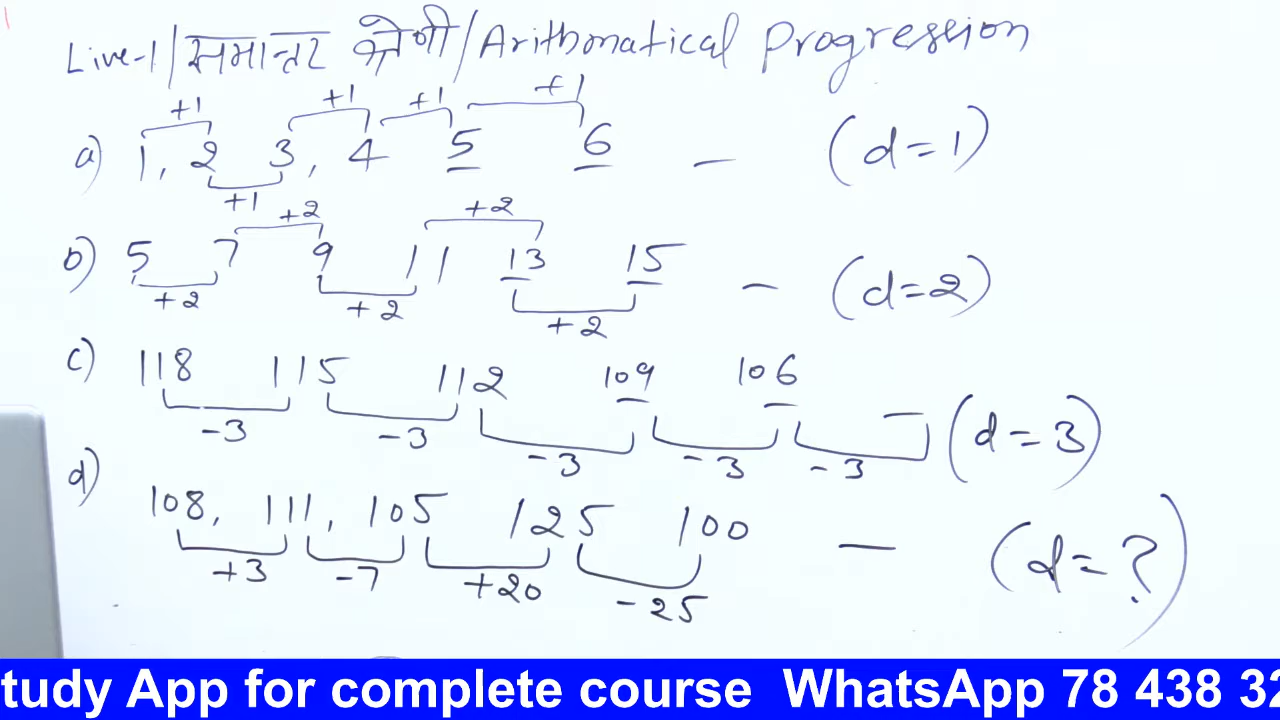 Live-1/समान्तर श्रेणी/Arithmatical Progression
+1 +1 +1 +1
a) 1, 2 3, 4 5 6 — (d=1)
+1
+2 +2
b) 5 7 9 11 13 15 — (d=2)
+2 +2 +2
c) 118 115 112 109 106 — (d=3)
-3 -3 -3 -3 -3
d) 108, 111, 105 125 100 — (d=?)
+3 -7 +20 -25
tudy App for complete course WhatsApp 78 438 32